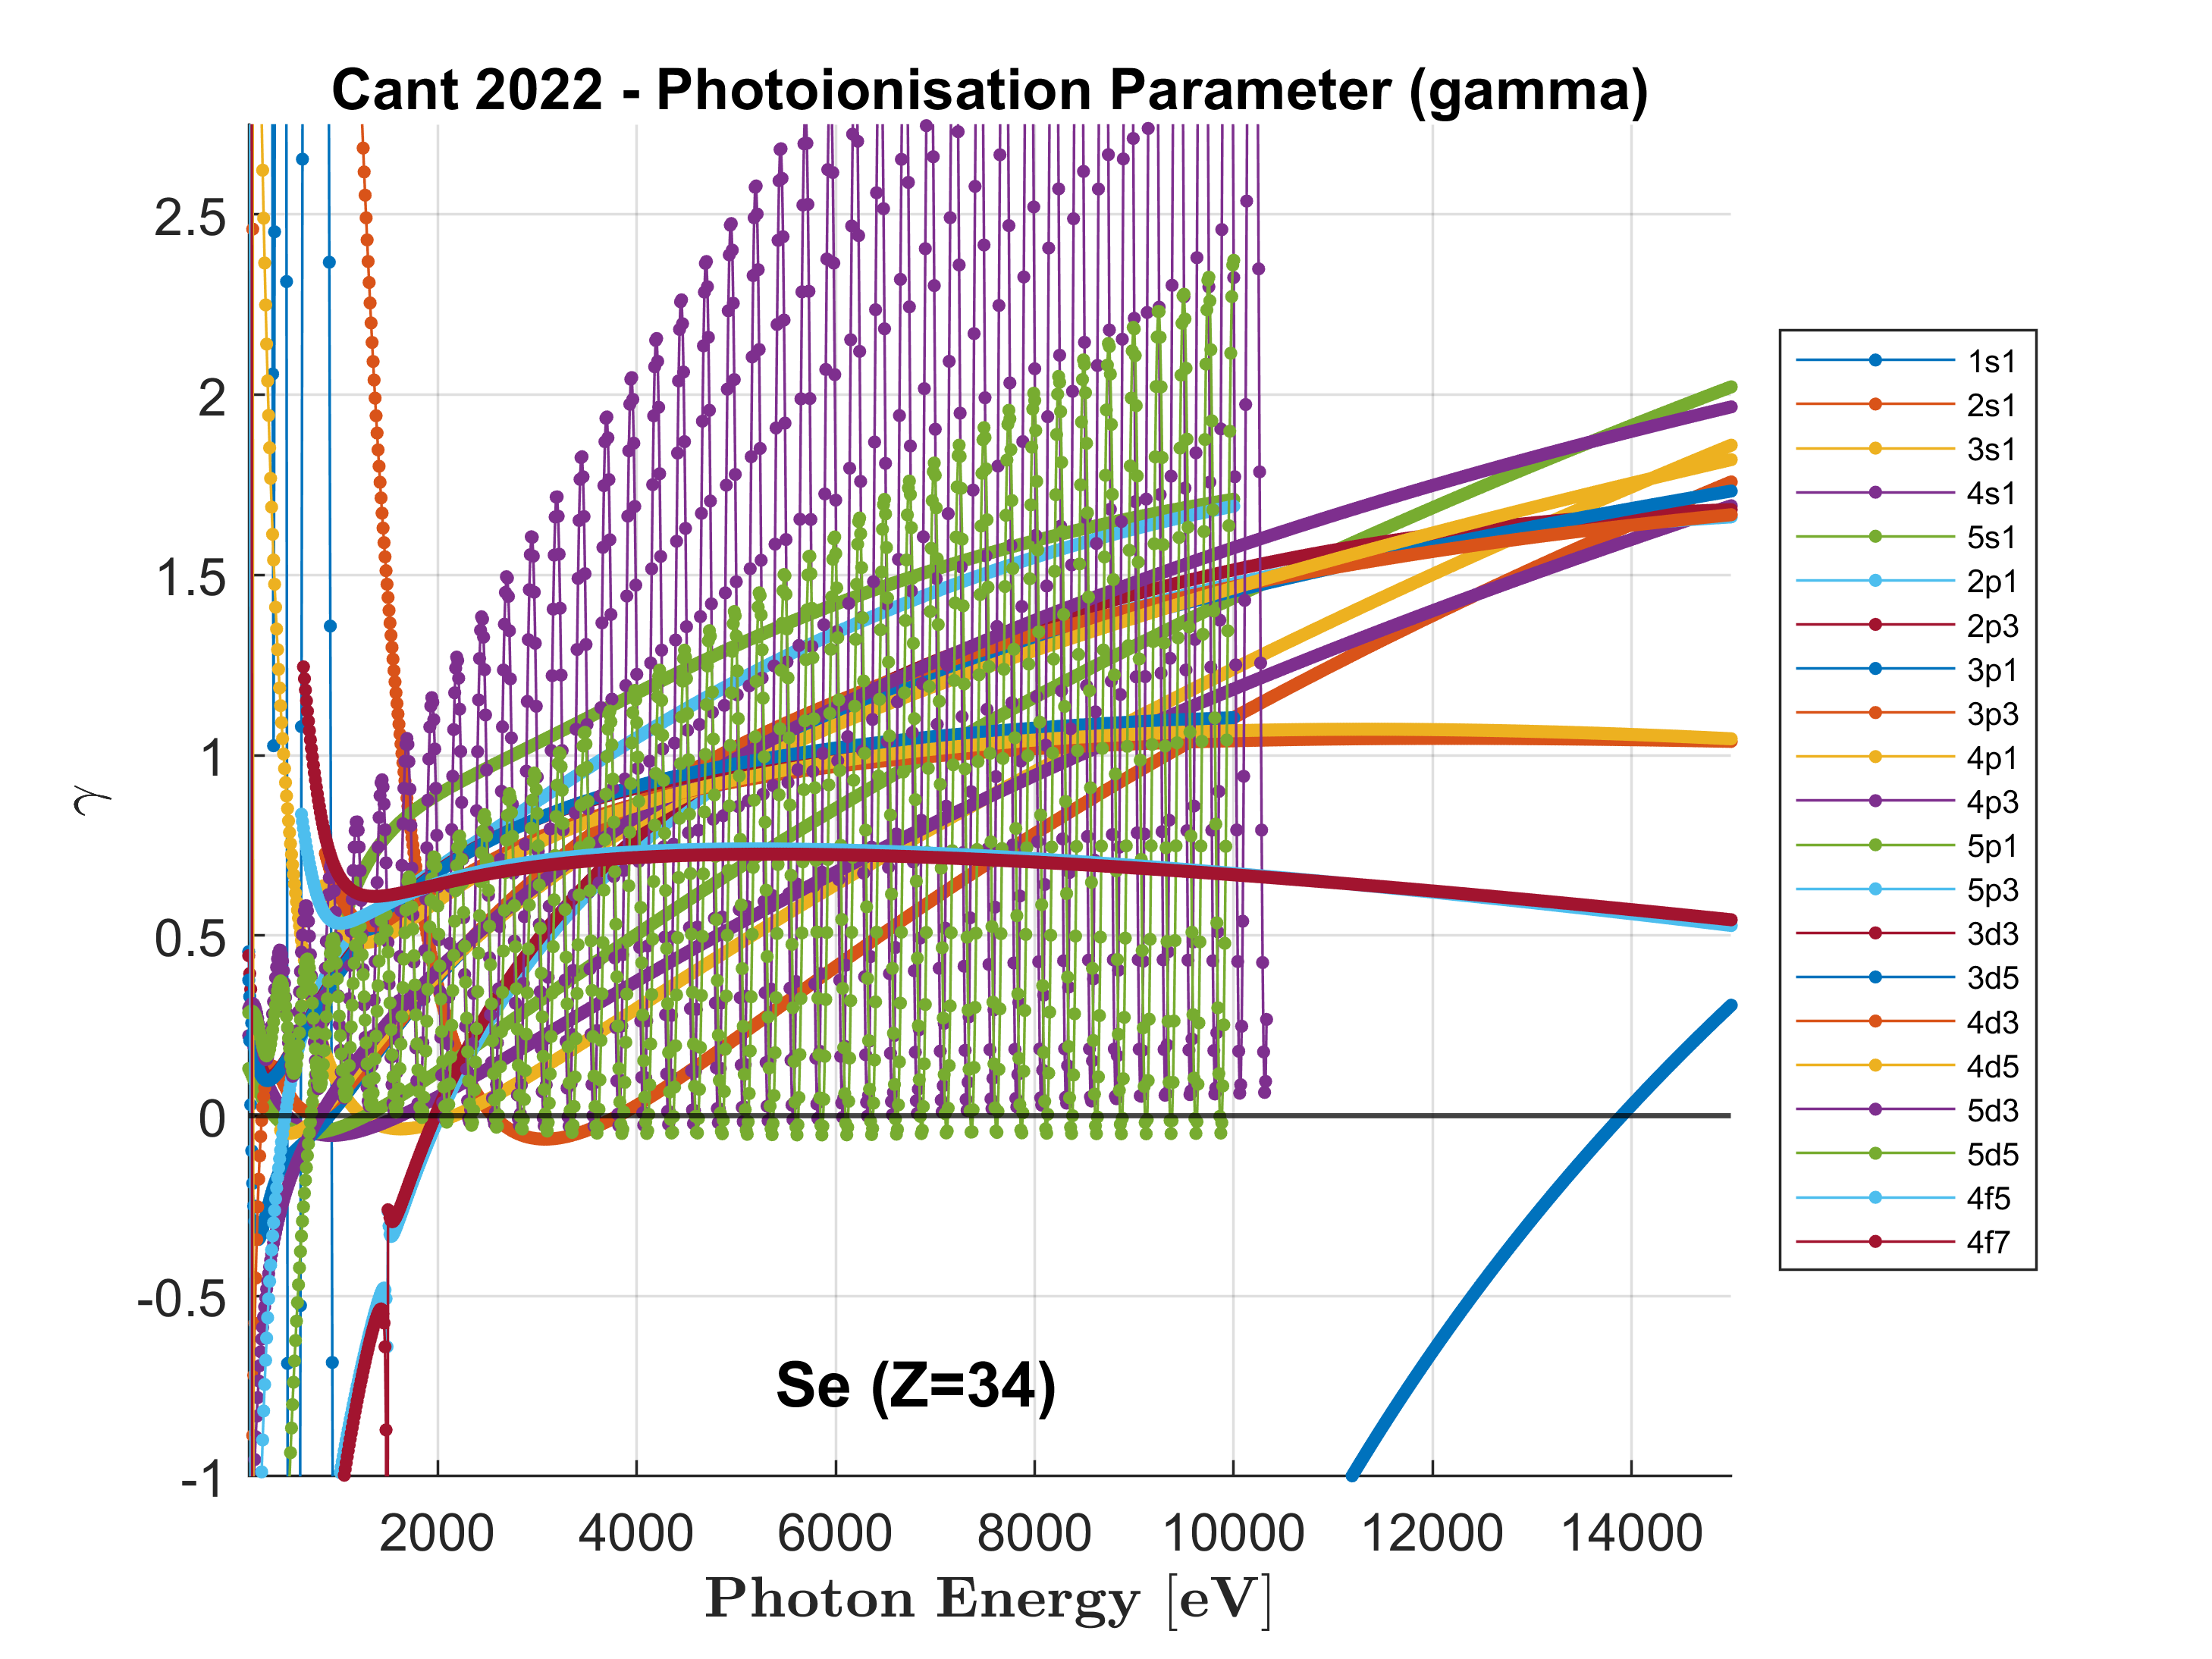 Cant 2022 - Photoionisation Parameter (gamma)
2.5
2
1.5
1
0.5
0
-0.5
-1
γ
Se (Z=34)
2000 4000 6000 8000 10000 12000 14000
Photon Energy [eV]
1s1
2s1
3s1
4s1
5s1
2p1
2p3
3p1
3p3
4p1
4p3
5p1
5p3
3d3
3d5
4d3
4d5
5d3
5d5
4f5
4f7